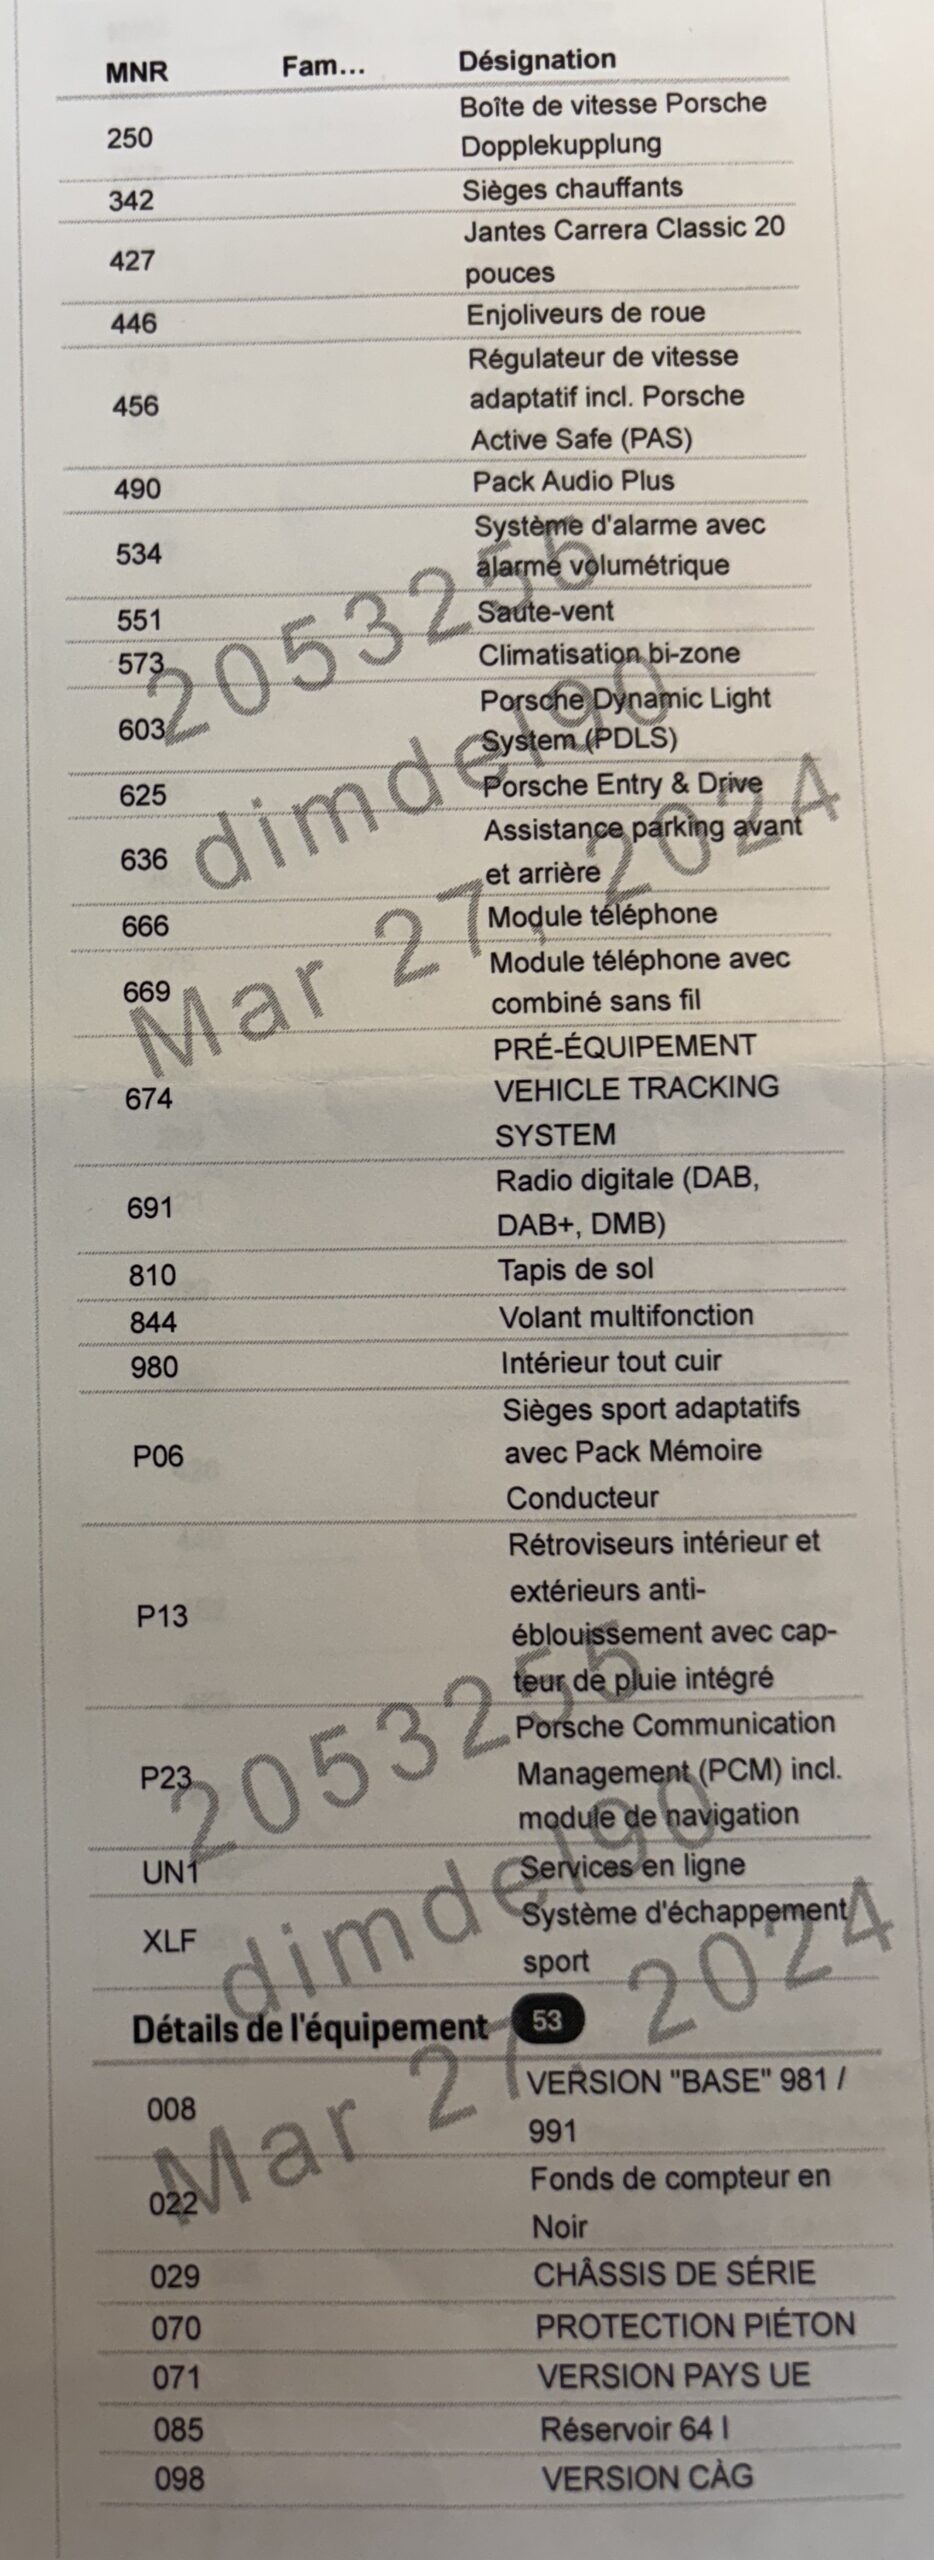 MNR Fam... Désignation
250 Boîte de vitesse Porsche
Dopplekupplung
342 Sièges chauffants
427 Jantes Carrera Classic 20
pouces
446 Enjoliveurs de roue
456 Régulateur de vitesse
adaptatif incl. Porsche
Active Safe (PAS)
490 Pack Audio Plus
534 Système d'alarme avec
alarme volumétrique
551 Saute-vent
573 Climatisation bi-zone
603 Porsche Dynamic Light
System (PDLS)
625 Porsche Entry & Drive
636 Assistance parking avant
et arrière
666 Module téléphone
669 Module téléphone avec
combiné sans fil
674 PRÉ-ÉQUIPEMENT
VEHICLE TRACKING
SYSTEM
691 Radio digitale (DAB,
DAB+, DMB)
810 Tapis de sol
844 Volant multifonction
980 Intérieur tout cuir
P06 Sièges sport adaptatifs
avec Pack Mémoire
Conducteur
P13 Rétroviseurs intérieur et
extérieurs anti-
éblouissement avec cap-
teur de pluie intégré
P23 Porsche Communication
Management (PCM) incl.
module de navigation
UN1 Services en ligne
XLF Système d'échappement
sport
Détails de l'équipement 53
008 VERSION "BASE" 981 /
991
022 Fonds de compteur en
Noir
029 CHÂSSIS DE SÉRIE
070 PROTECTION PIÉTON
071 VERSION PAYS UE
085 Réservoir 64 l
098 VERSION CÀG
2053255
dimdel90
Mar 27, 2024
2053255
dimdel90
Mar 27, 2024